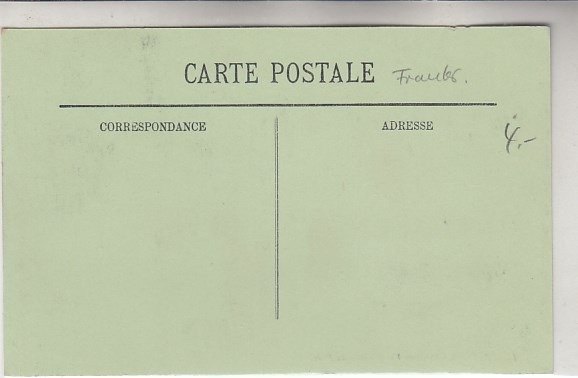 CARTE POSTALE
CORRESPONDANCE
ADRESSE
4.-